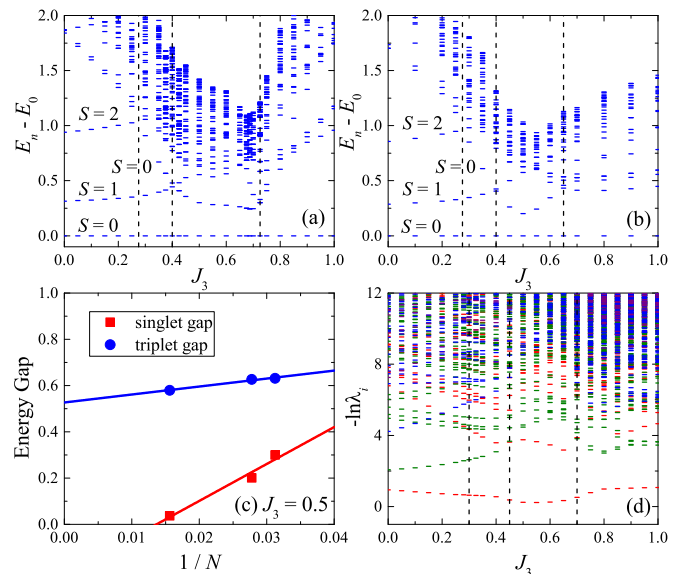 2.0
1.5
1.0
0.5
0.0
E_n - E_0
S = 2
S = 0
S = 1
S = 0
(a)
0.0 0.2 0.4 0.6 0.8 1.0
J_3
2.0
1.5
1.0
0.5
0.0
E_n - E_0
S = 2
S = 0
S = 1
S = 0
(b)
0.0 0.2 0.4 0.6 0.8 1.0
J_3
1.0
0.8
0.6
0.4
0.2
0.0
Energy Gap
singlet gap
triplet gap
(c) J_3 = 0.5
0.00 0.01 0.02 0.03 0.04
1 / N
12
8
4
0
-lnλ_i
(d)
0.0 0.2 0.4 0.6 0.8 1.0
J_3